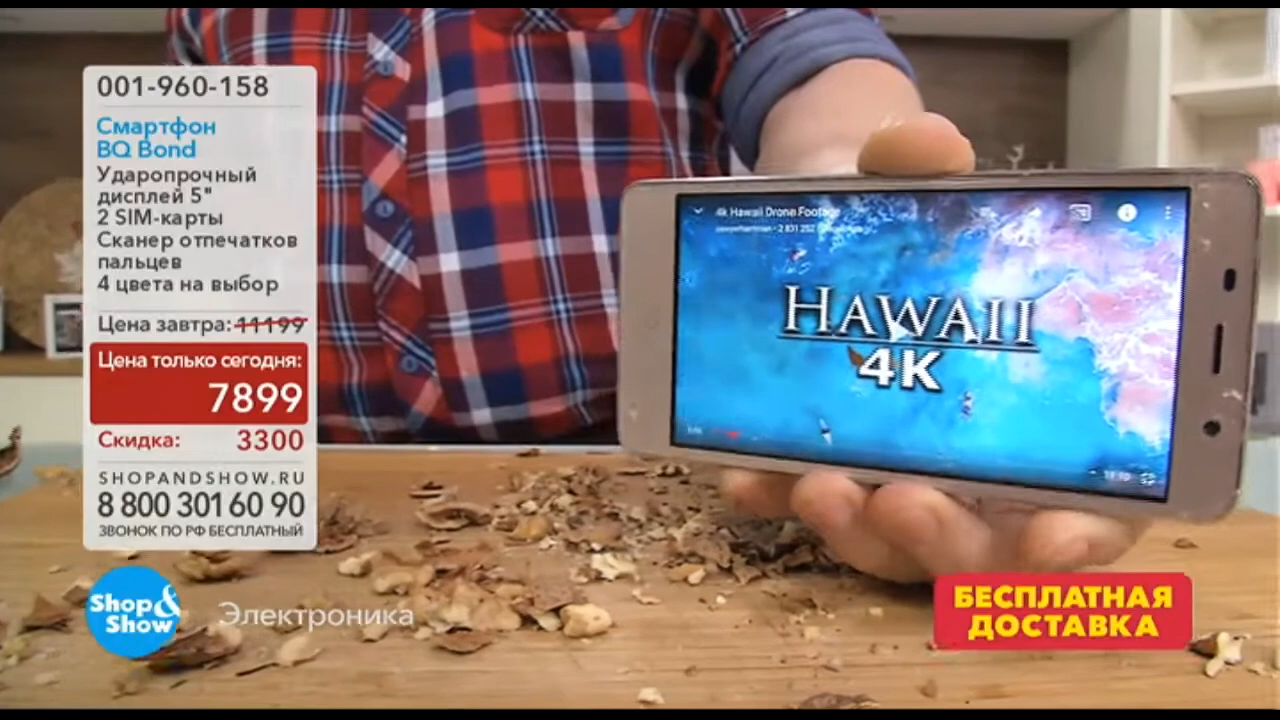 001-960-158
Смартфон
BQ Bond
Ударопрочный
дисплей 5"
2 SIM-карты
Сканер отпечатков
пальцев
4 цвета на выбор
Цена завтра: 11199
Цена только сегодня:
7899
Скидка: 3300
SHOPANDSHOW.RU
8 800 301 60 90
ЗВОНОК ПО РФ БЕСПЛАТНЫЙ
Shop&
Show
Электроника
4k Hawaii Drone Footage
HAWAII
4K
БЕСПЛАТНАЯ
ДОСТАВКА